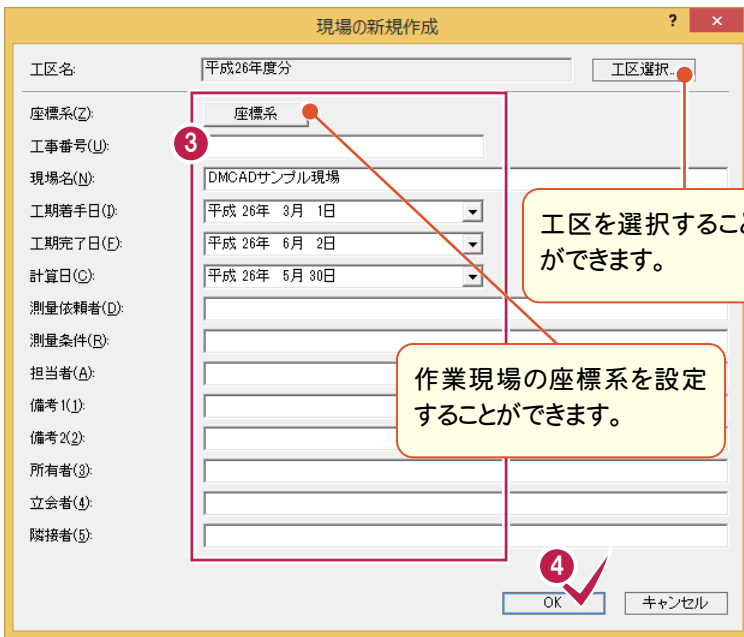 現場の新規作成
? ×
工区名: 平成26年度分 工区選択...
座標系(Z): 座標系
3
工事番号(U):
現場名(N): DMCADサンプル現場
工期着手日(I): 平成 26年 3月 1日
工期完了日(F): 平成 26年 6月 2日
計算日(C): 平成 26年 5月 30日
測量依頼者(D):
測量条件(R):
担当者(A):
備考1(1):
備考2(2):
所有者(3):
立会者(4):
隣接者(5):
工区を選択すること
ができます。
作業現場の座標系を設定
することができます。
4
OK キャンセル